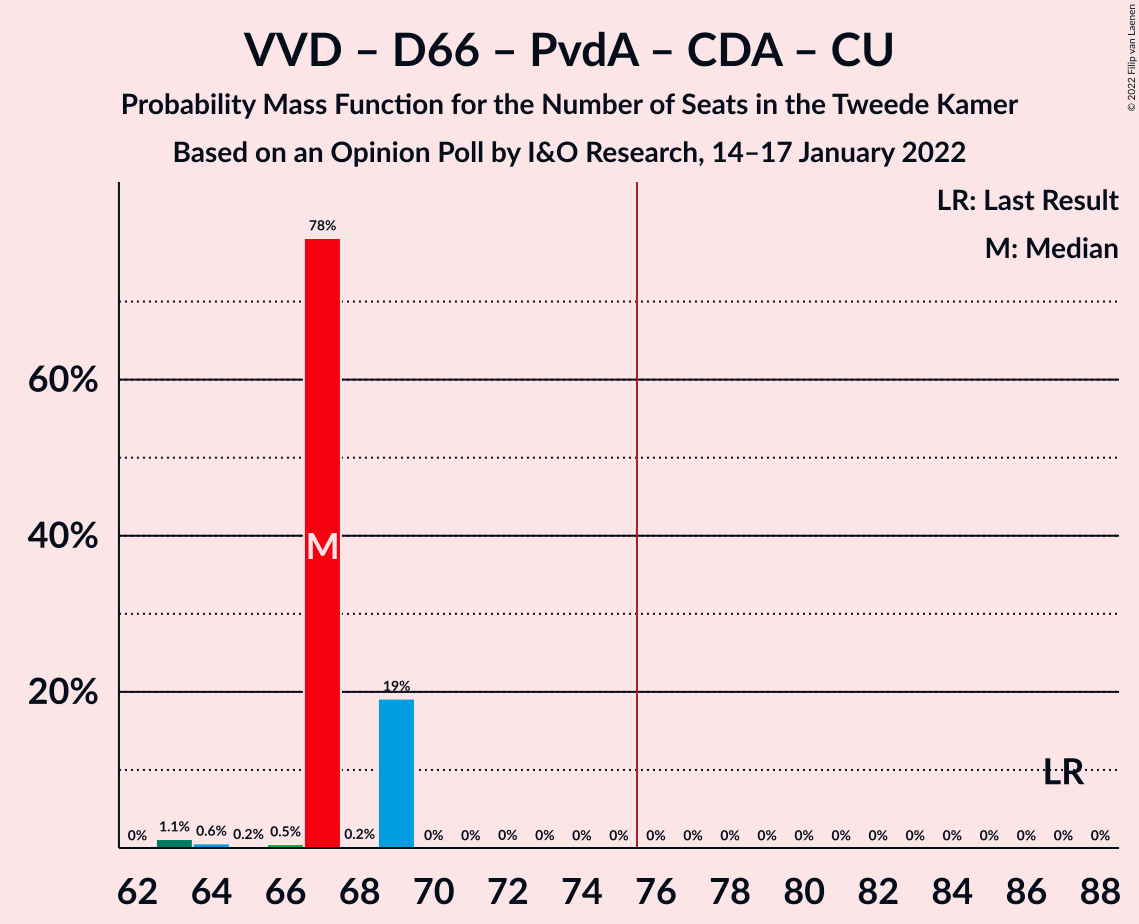 VVD – D66 – PvdA – CDA – CU
Probability Mass Function for the Number of Seats in the Tweede Kamer
Based on an Opinion Poll by I&O Research, 14–17 January 2022
© 2022 Filip van Laenen
LR: Last Result
M: Median
78%
60%
40%
M
20%
19%
LR
0% 1.1% 0.6% 0.2% 0.5% 0.2% 0% 0% 0% 0% 0% 0% 0% 0% 0% 0% 0% 0% 0% 0% 0% 0% 0% 0% 0%
62 64 66 68 70 72 74 76 78 80 82 84 86 88